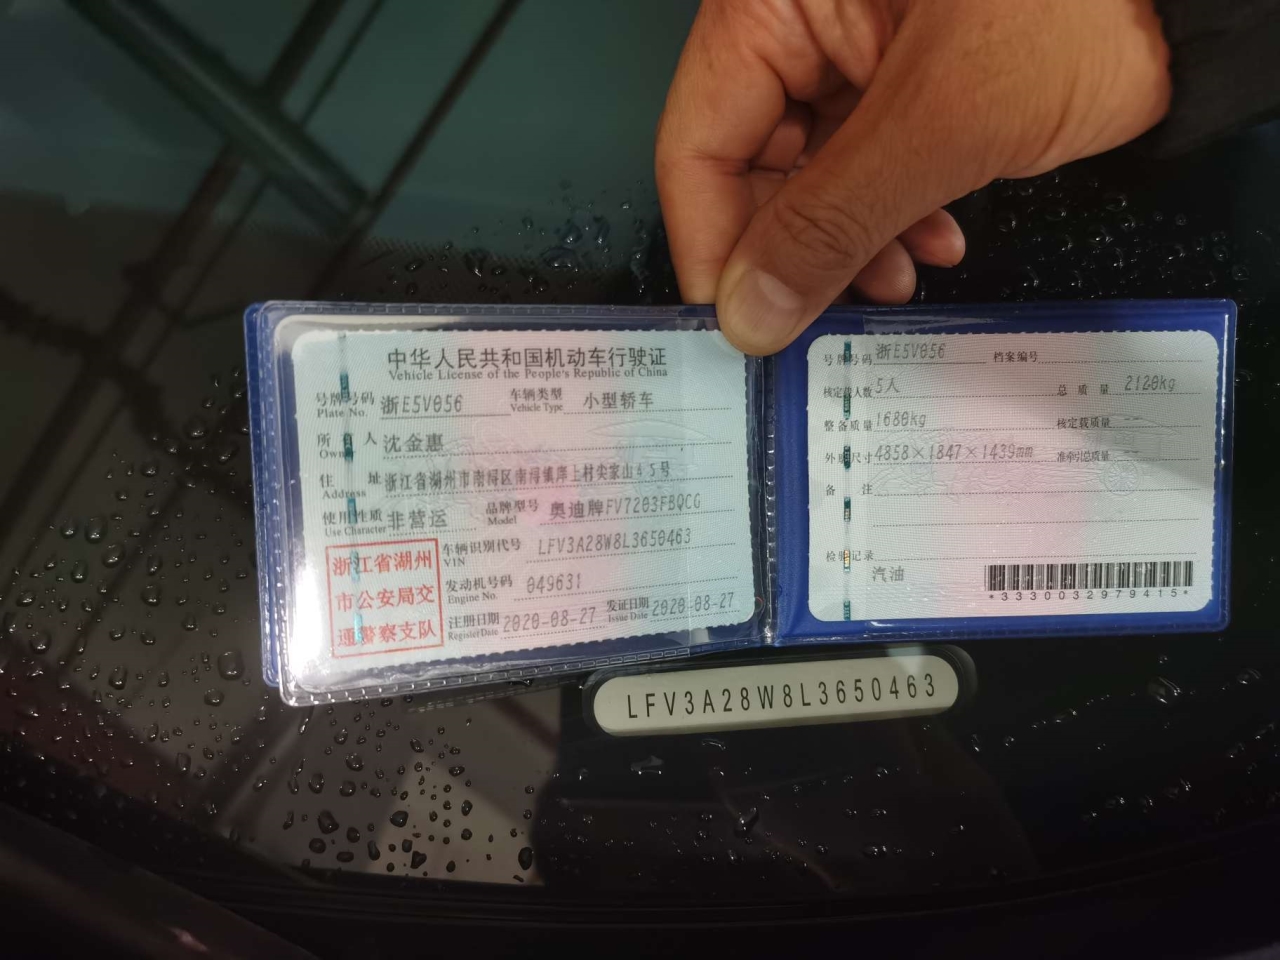 中华人民共和国机动车行驶证
Vehicle License of the People's Republic of China
号牌号码 浙E5V056 车辆类型 小型轿车
Plate No. Vehicle Type
所 人 沈金惠
Own
住 址 浙江省湖州市南浔区南浔镇岸上村尖家山45号
Address
使用性质 非营运 品牌型号 奥迪牌FV7203FBQCG
Use Character Model
浙江省湖州
市公安局交
通警察支队
车辆识别代号 LFV3A28W8L3650463
VIN
发动机号码 049631
Engine No.
注册日期 2020-08-27 发证日期 2020-08-27
Register Date Issue Date
号牌号码 浙E5V056 档案编号
核定载人数 5人 总质量 2120kg
整备质量 1680kg 核定载质量
外廓尺寸 4858×1847×1439mm 准牵引总质量
备 注
检验记录
汽油
*3330032979415*
LFV3A28W8L3650463